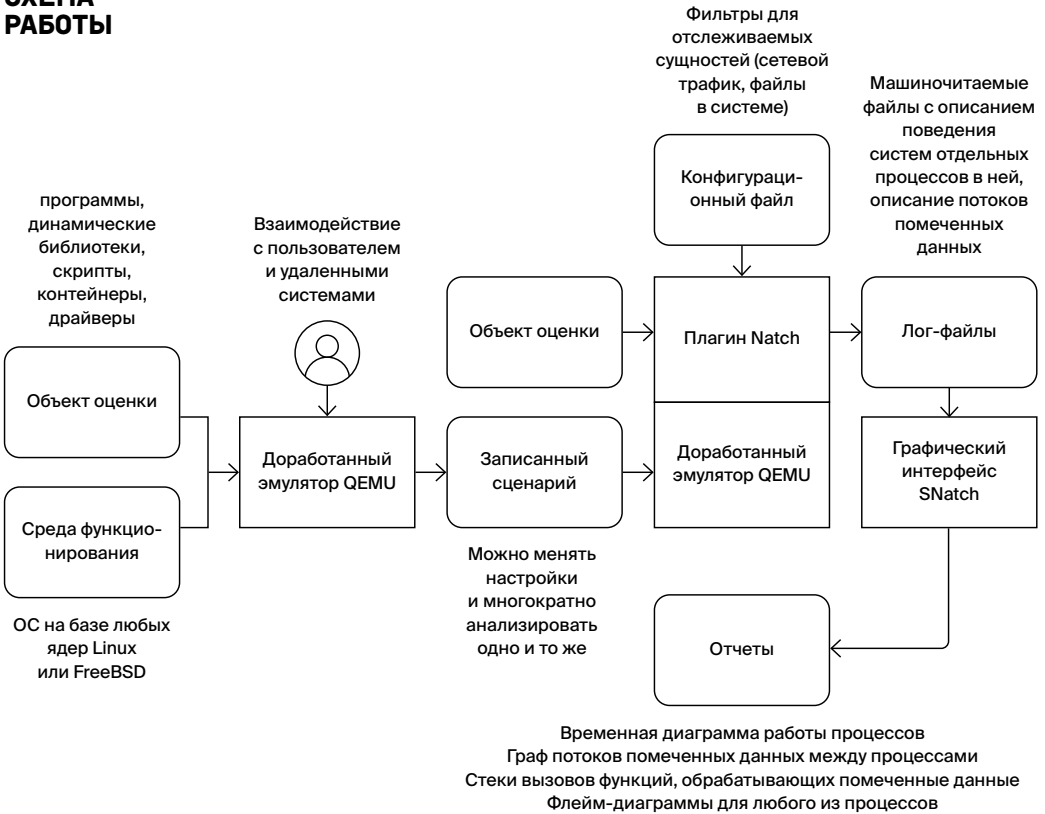 СХЕМА
РАБОТЫ
Фильтры для
отслеживаемых
сущностей (сетевой
трафик, файлы
в системе)
Машиночитаемые
файлы с описанием
поведения
систем отдельных
процессов в ней,
описание потоков
помеченных
данных
Конфигураци-
онный файл
программы,
динамические
библиотеки,
скрипты,
контейнеры,
драйверы
Взаимодействие
с пользователем
и удаленными
системами
Объект оценки
Плагин Natch
Лог-файлы
Объект оценки
Доработанный
эмулятор QEMU
Записанный
сценарий
Доработанный
эмулятор QEMU
Графический
интерфейс
SNatch
Среда функцио-
нирования
Можно менять
настройки
и многократно
анализировать
одно и то же
ОС на базе любых
ядер Linux
или FreeBSD
Отчеты
Временная диаграмма работы процессов
Граф потоков помеченных данных между процессами
Стеки вызовов функций, обрабатывающих помеченные данные
Флейм-диаграммы для любого из процессов